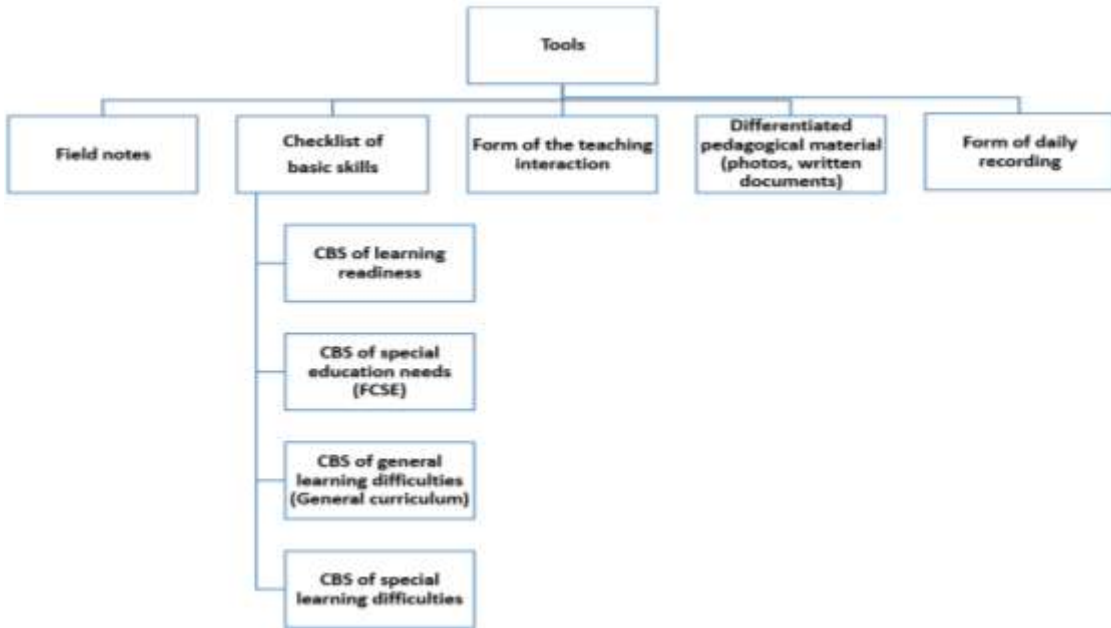 Tools
Field notes
Checklist of
basic skills
Form of the teaching
interaction
Differentiated
pedagogical material
(photos, written
documents)
Form of daily
recording
CBS of learning
readiness
CBS of special
education needs
(FCSE)
CBS of general
learning difficulties
(General curriculum)
CBS of special
learning difficulties